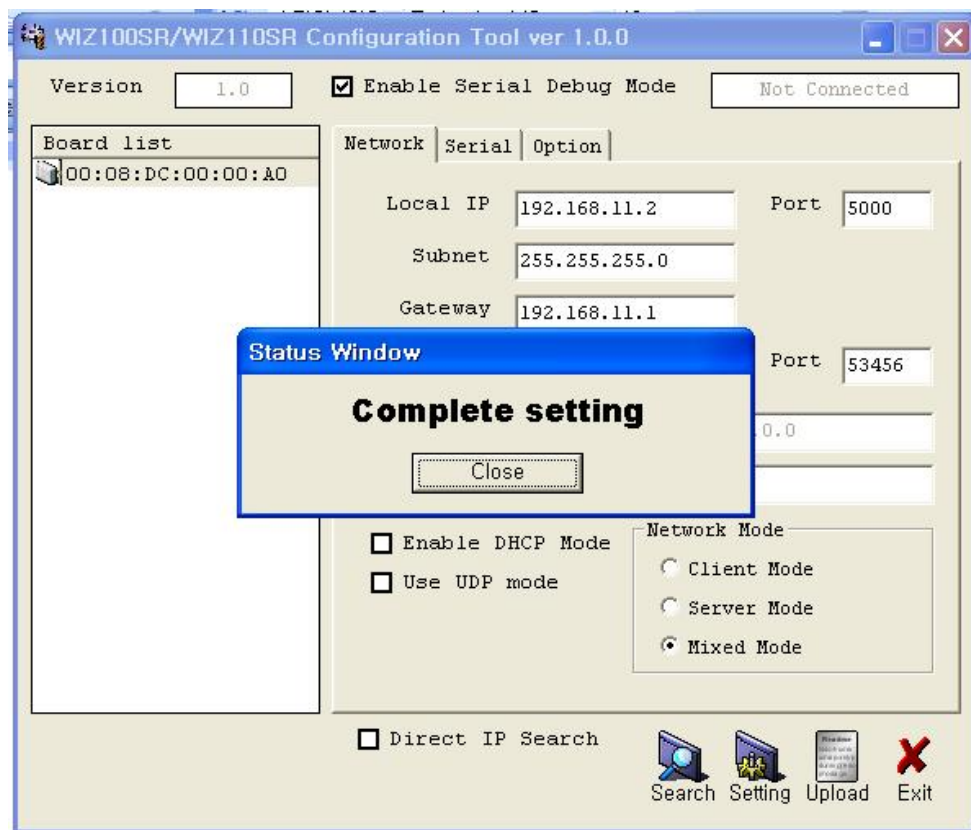 WIZ100SR/WIZ110SR Configuration Tool ver 1.0.0
Version 1.0 Enable Serial Debug Mode Not Connected
Board list
00:08:DC:00:00:A0
Network Serial Option
Local IP 192.168.11.2 Port 5000
Subnet 255.255.255.0
Gateway 192.168.11.1
Port 53456
.0.0
Status Window
Complete setting
Close
Enable DHCP Mode
Use UDP mode
Network Mode
Client Mode
Server Mode
Mixed Mode
Direct IP Search
Search Setting Upload Exit